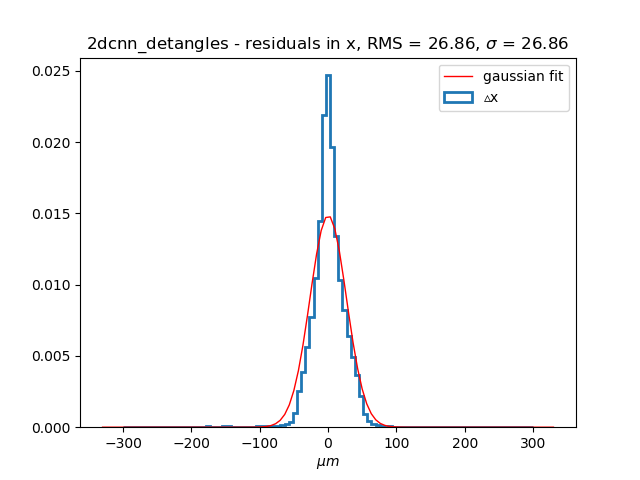 2dcnn_detangles - residuals in x, RMS = 26.86, σ = 26.86
gaussian fit
△x
0.025
0.020
0.015
0.010
0.005
0.000
−300 −200 −100 0 100 200 300
μm